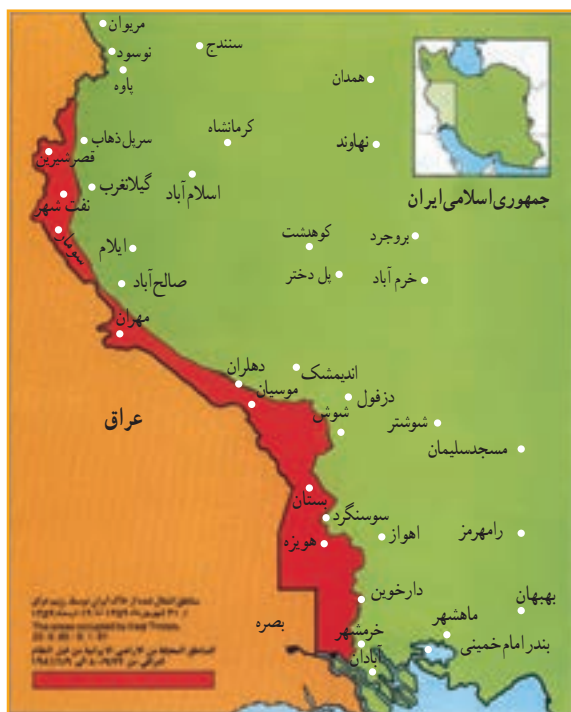 مریوان
سنندج
نوسود
پاوه
همدان
سرپل ذهاب
کرمانشاه
نهاوند
قصرشیرین
گیلانغرب
اسلام آباد
نفت شهر
جمهوری اسلامی ایران
سومار
ایلام
کوهدشت
بروجرد
صالح آباد
پل دختر
خرم آباد
مهران
دهلران
اندیمشک
موسیان
دزفول
عراق
شوش
شوشتر
مسجدسلیمان
بستان
سوسنگرد
هویزه
اهواز
رامهرمز
دارخوین
بهبهان
بصره
خرمشهر
ماهشهر
آبادان
بندر امام خمینی